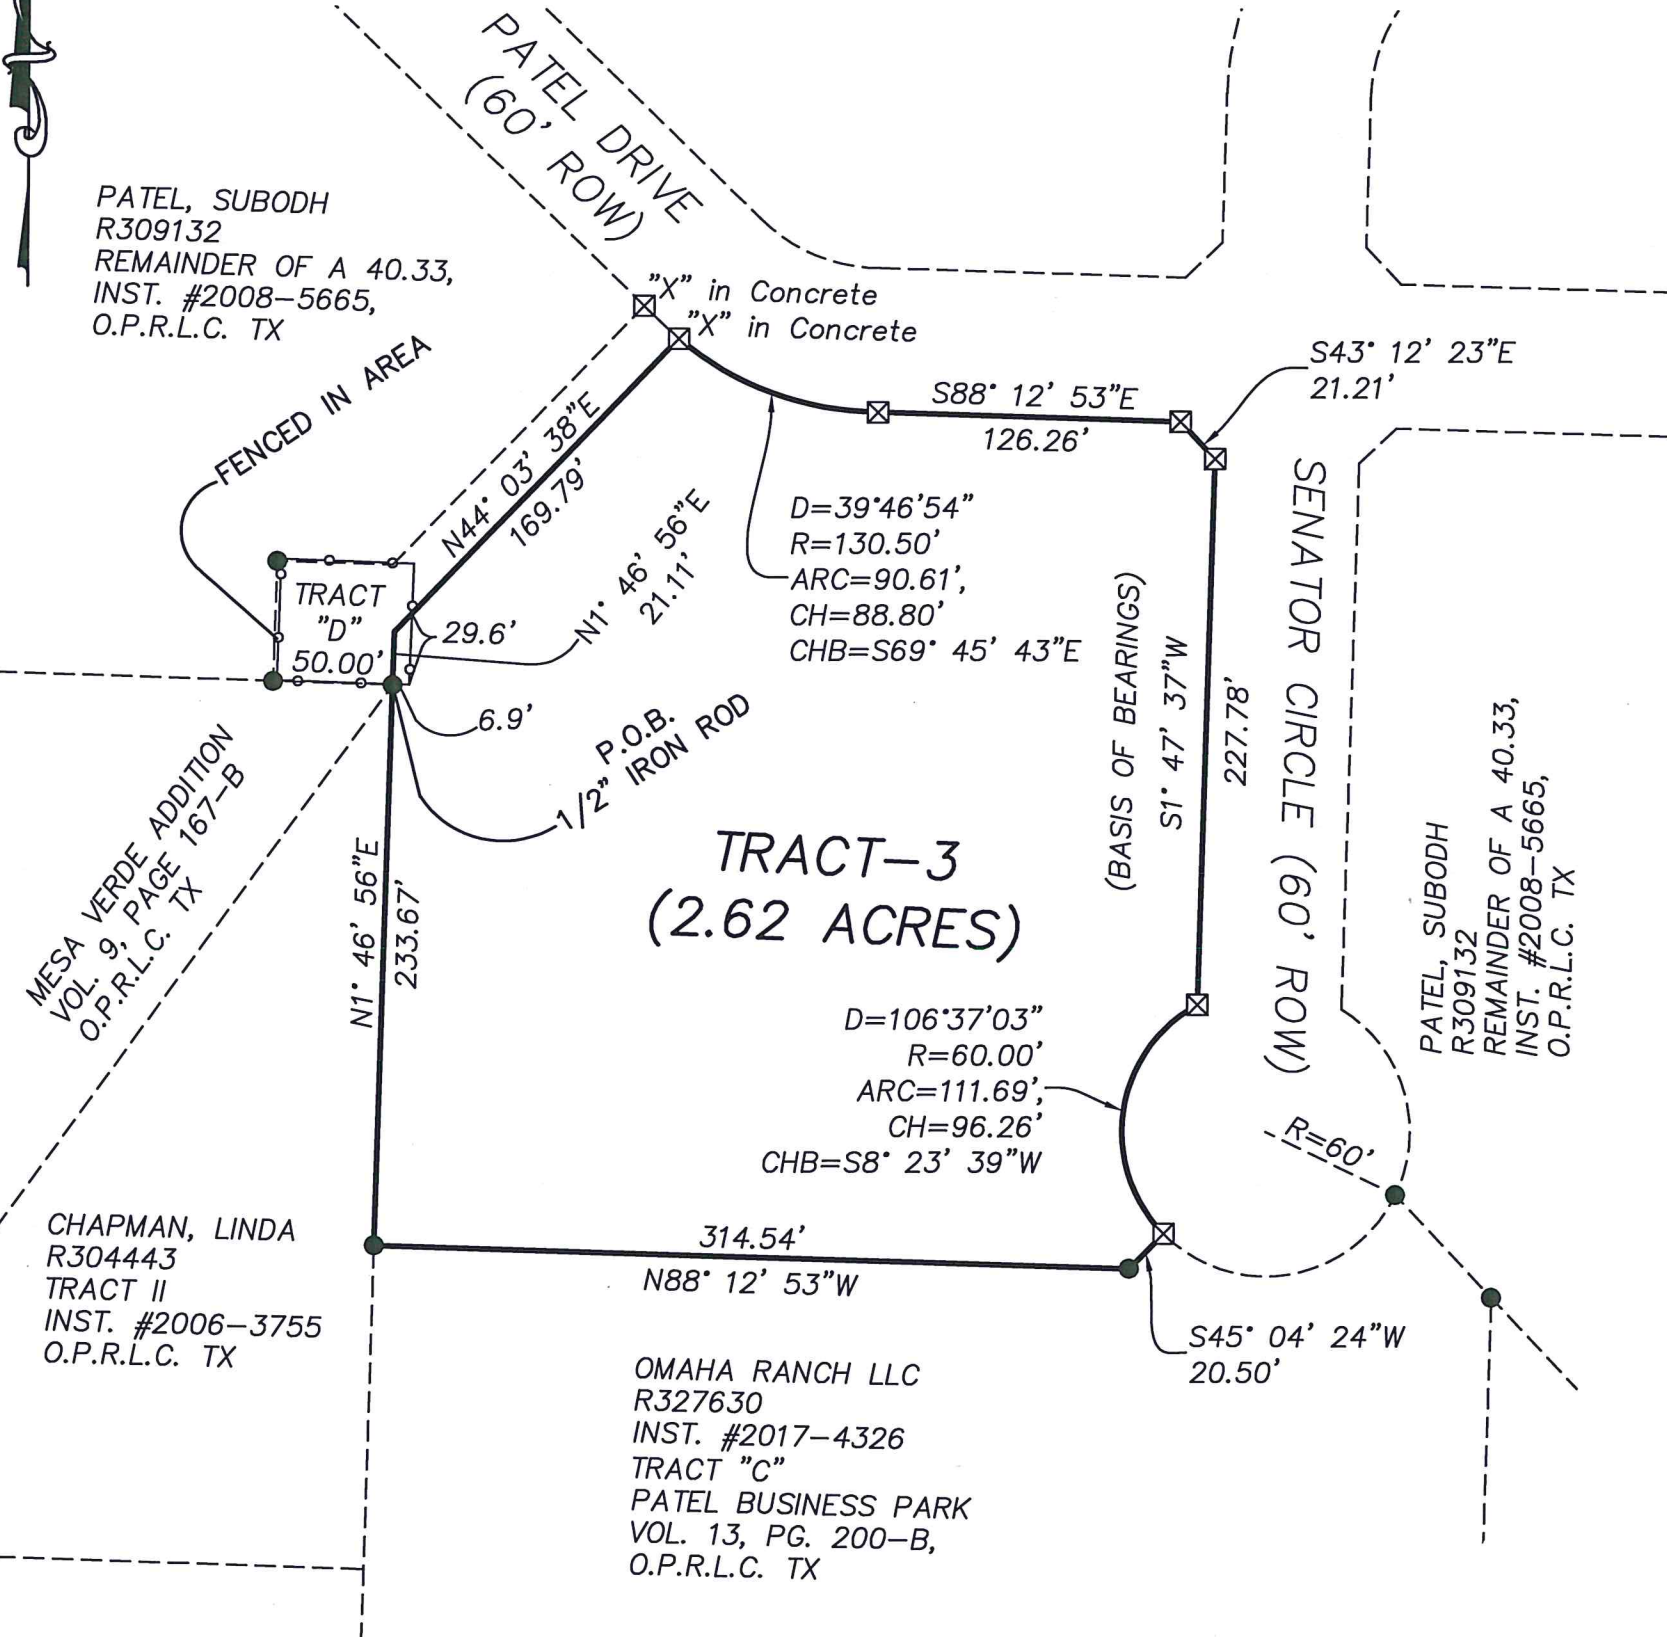 PATEL DRIVE
(60' ROW)
PATEL, SUBODH
R309132
REMAINDER OF A 40.33,
INST. #2008-5665,
O.P.R.L.C. TX
"X" in Concrete
"X" in Concrete
FENCED IN AREA
S43° 12' 23"E
21.21'
S88° 12' 53"E
126.26'
N44° 03' 38"E
169.79'
N1° 46' 56"E
21.11'
D=39°46'54"
R=130.50'
ARC=90.61',
CH=88.80'
CHB=S69° 45' 43"E
TRACT
"D"
50.00'
29.6'
6.9'
P.O.B.
1/2" IRON ROD
(BASIS OF BEARINGS)
S1° 47' 37"W
227.78'
SENATOR CIRCLE (60' ROW)
MESA VERDE ADDITION
VOL. 9, PAGE 167-B
O.P.R.L.C. TX
N1° 46' 56"E
233.67'
TRACT-3
(2.62 ACRES)
PATEL, SUBODH
R309132
REMAINDER OF A 40.33,
INST. #2008-5665,
O.P.R.L.C. TX
D=106°37'03"
R=60.00'
ARC=111.69',
CH=96.26'
CHB=S8° 23' 39"W
R=60'
CHAPMAN, LINDA
R304443
TRACT II
INST. #2006-3755
O.P.R.L.C. TX
314.54'
N88° 12' 53"W
S45° 04' 24"W
20.50'
OMAHA RANCH LLC
R327630
INST. #2017-4326
TRACT "C"
PATEL BUSINESS PARK
VOL. 13, PG. 200-B,
O.P.R.L.C. TX